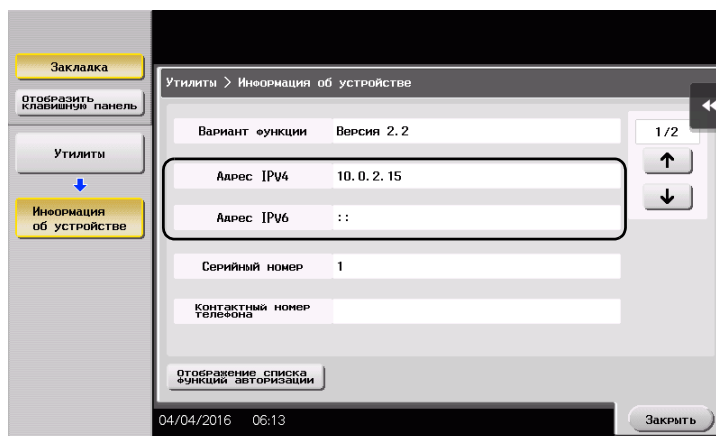 Закладка
Отобразить
клавишную панель
Утилиты
Информация
об устройстве
Утилиты > Информация об устройстве
Вариант функции Версия 2.2
1/2
Адрес IPv4 10.0.2.15
Адрес IPv6 ::
Серийный номер 1
Контактный номер
телефона
Отображение списка
функций авторизации
04/04/2016 06:13
Закрыть